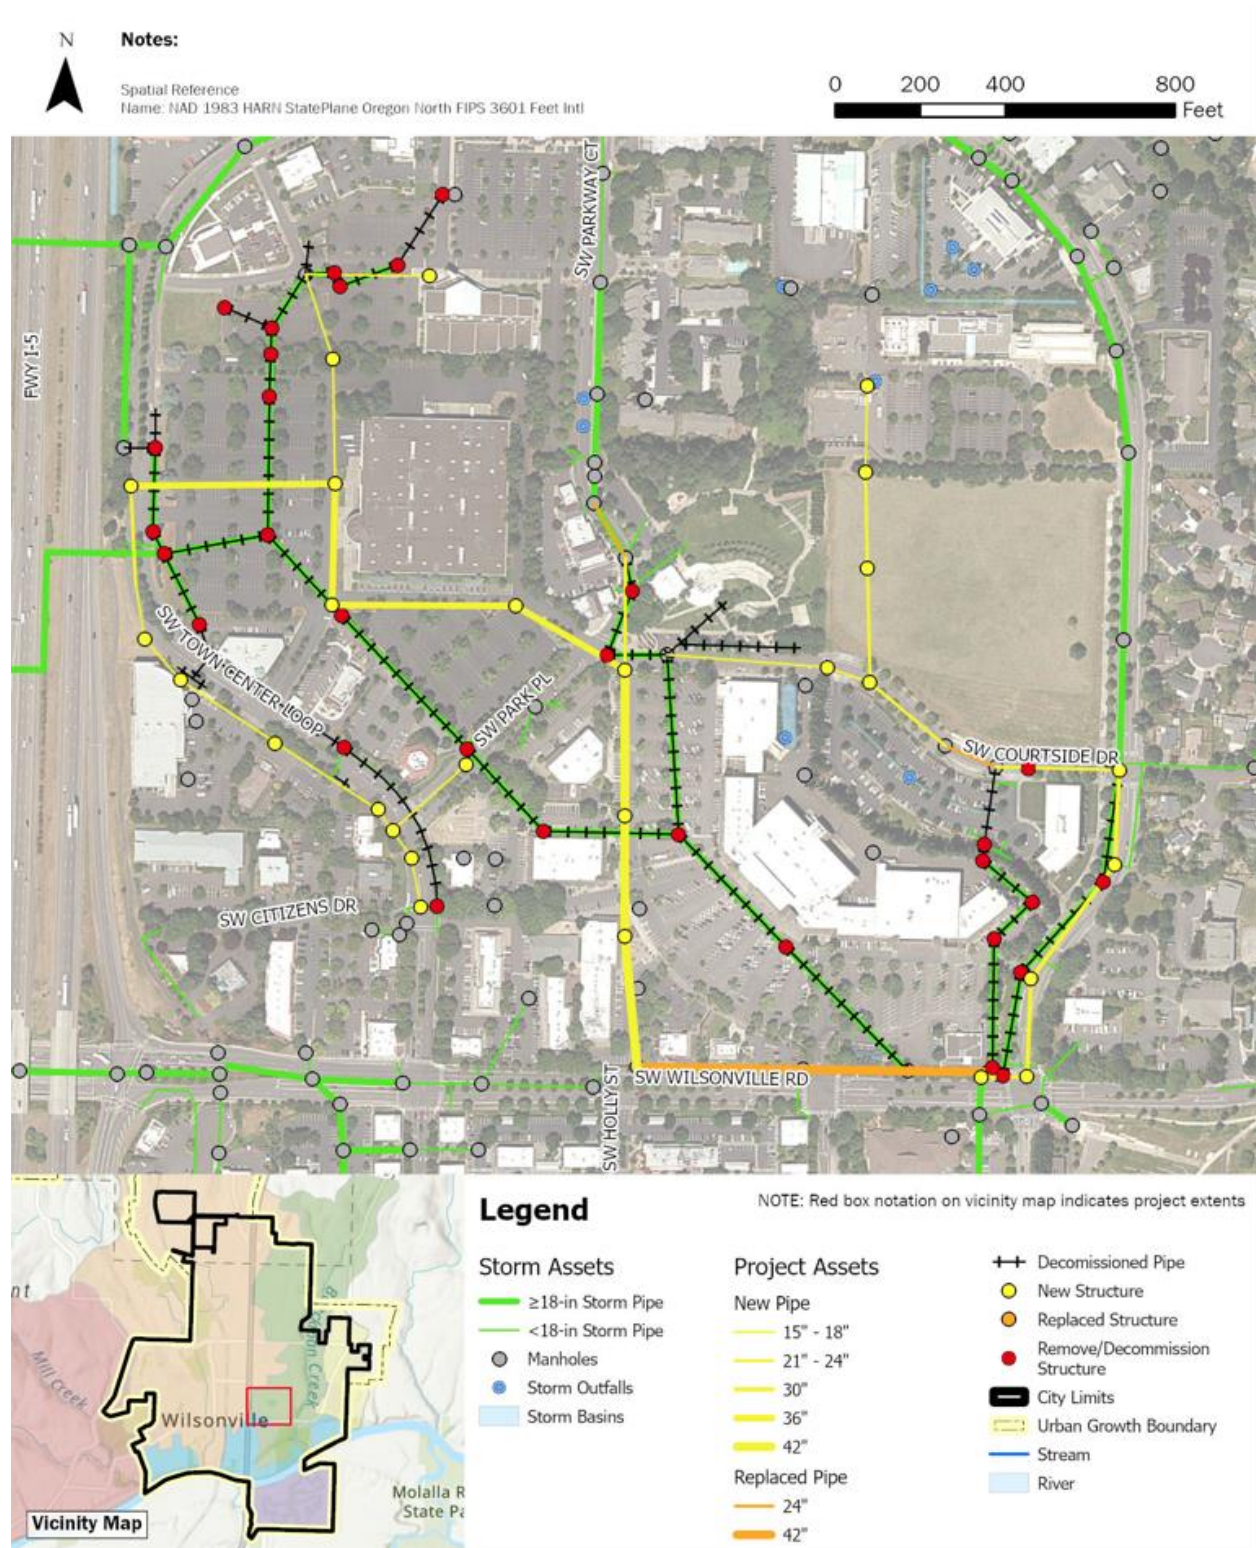 N
Notes:
Spatial Reference
Name: NAD 1983 HARN StatePlane Oregon North FIPS 3601 Feet Intl
0 200 400 800
Feet
SW PARKWAY CT
FWY I-5
SW TOWN CENTER LOOP
SW PARK PL
SW COURTSIDE DR
SW CITIZENS DR
SW WILSONVILLE RD
SW HOLLY ST
NOTE: Red box notation on vicinity map indicates project extents
Legend
Storm Assets
≥18-in Storm Pipe
<18-in Storm Pipe
Manholes
Storm Outfalls
Storm Basins
Project Assets
New Pipe
15" - 18"
21" - 24"
30"
36"
42"
Replaced Pipe
24"
42"
Decomissioned Pipe
New Structure
Replaced Structure
Remove/Decommission
Structure
City Limits
Urban Growth Boundary
Stream
River
nt
Mill Creek
Creek
Wilsonville
Molalla R
State Pa
Vicinity Map